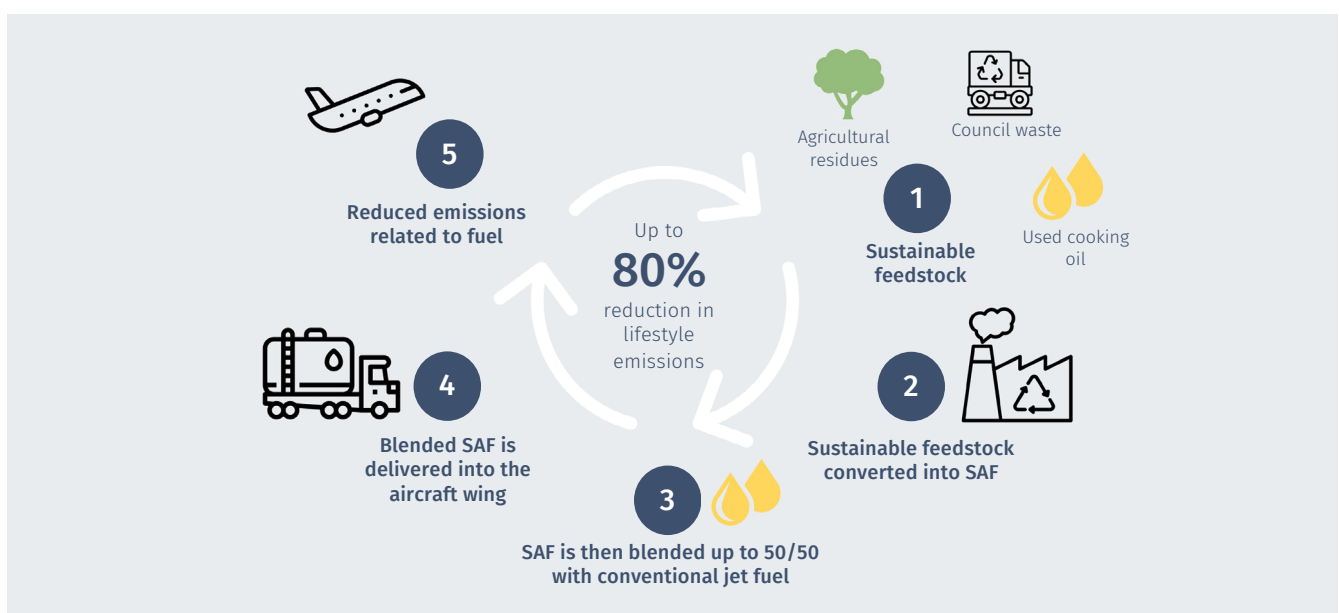 Agricultural
residues
Council waste
Used cooking
oil
1
Sustainable
feedstock
2
Sustainable feedstock
converted into SAF
3
SAF is then blended up to 50/50
with conventional jet fuel
4
Blended SAF is
delivered into the
aircraft wing
5
Reduced emissions
related to fuel
Up to
80%
reduction in
lifestyle
emissions